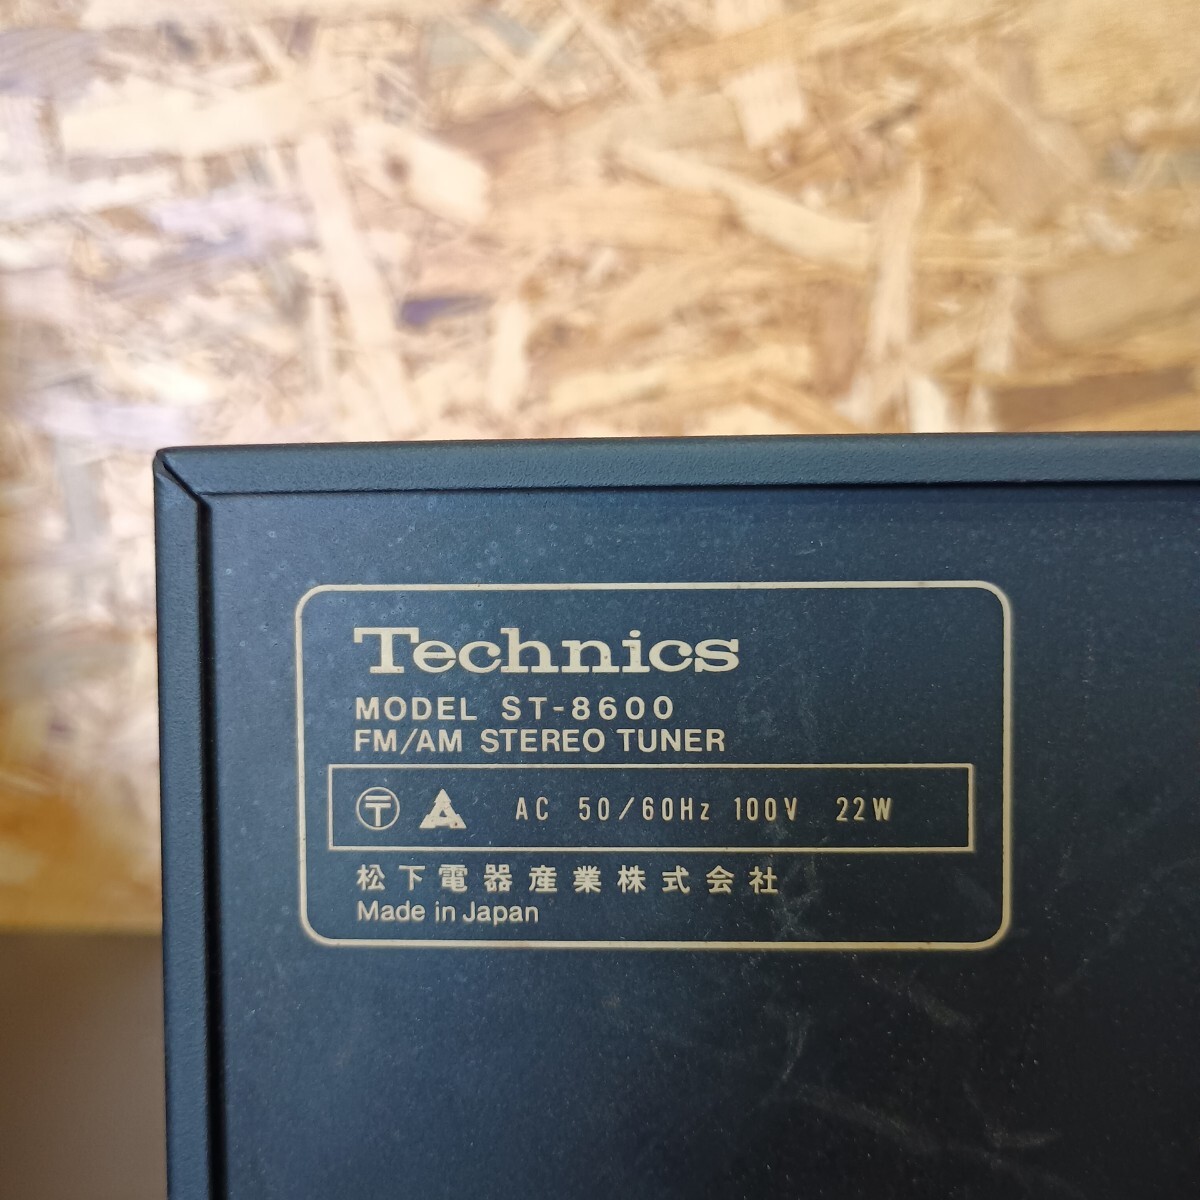 Technics
MODEL ST-8600
FM/AM STEREO TUNER
〶 AC 50/60Hz 100V 22W
松下電器産業株式会社
Made in Japan